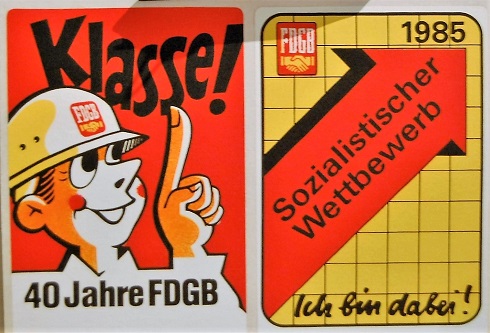 Klasse!
FDGB
40 Jahre FDGB
FDGB
1985
Sozialistischer
Wettbewerb
Ich bin dabei!